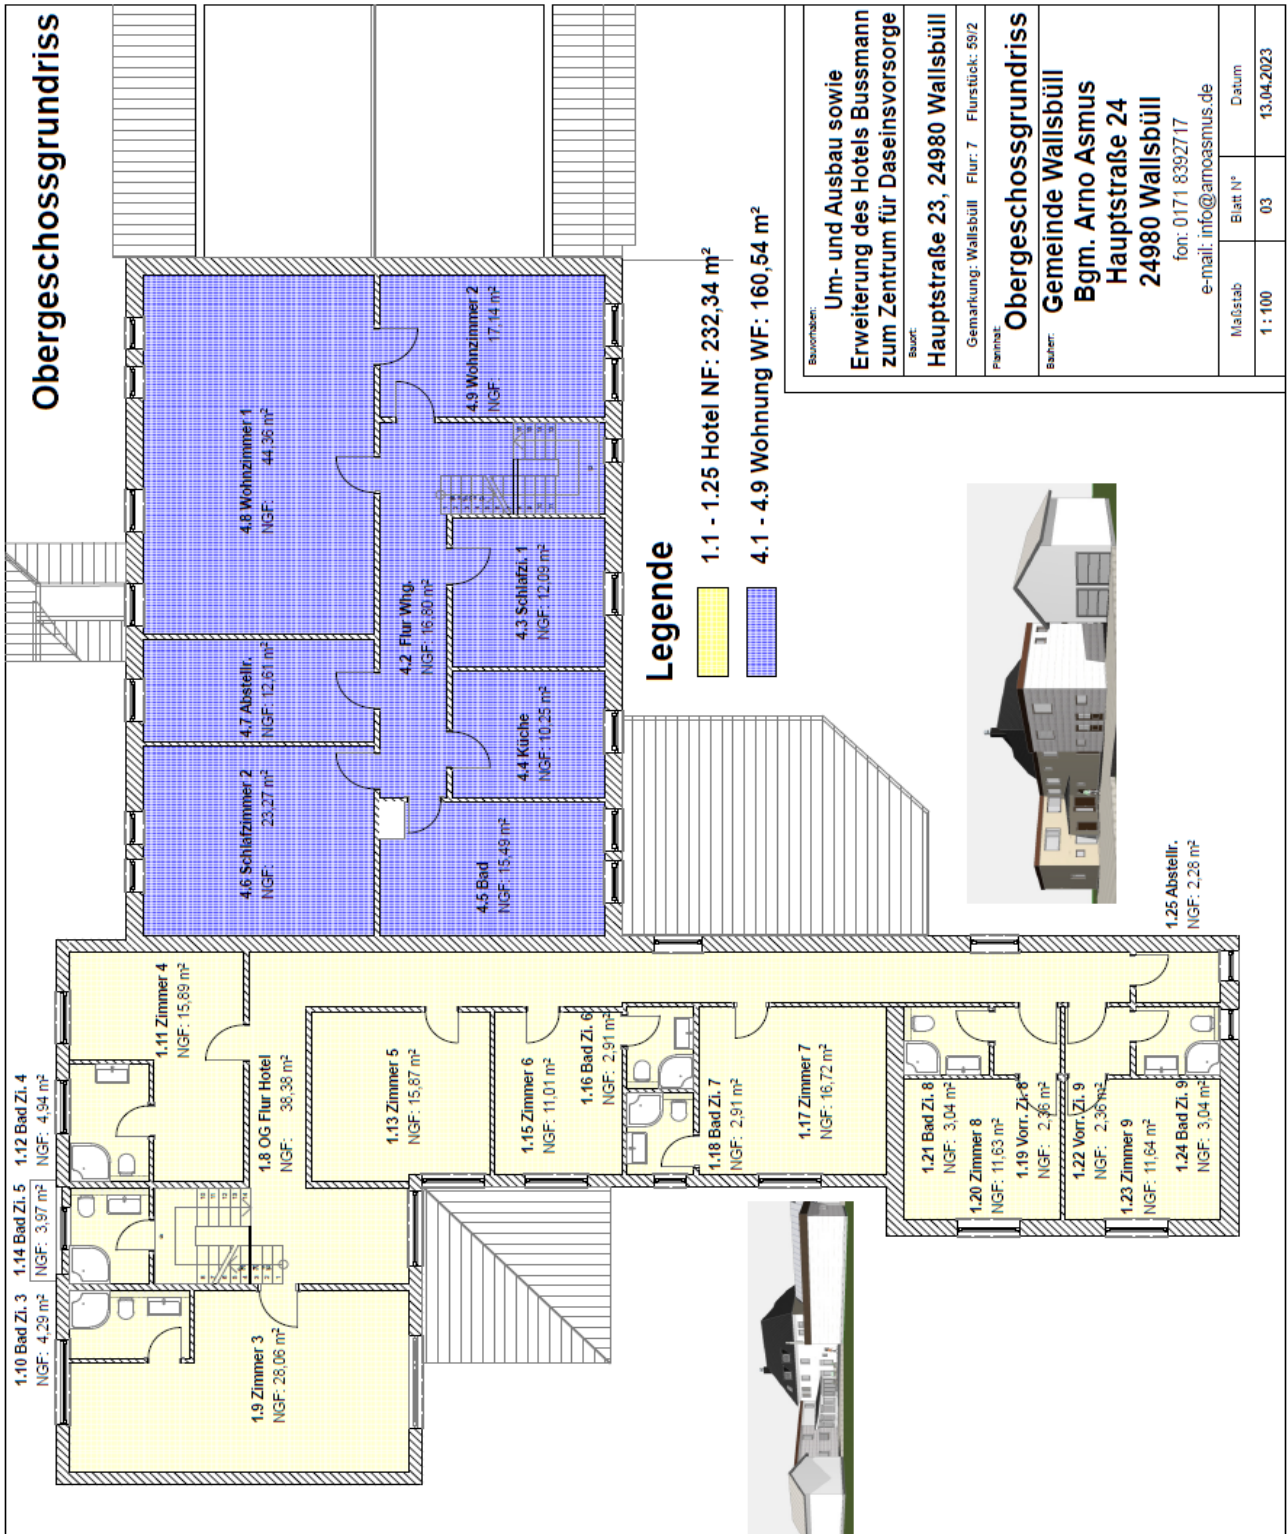 Obergeschossgrundriss
1.10 Bad Zi. 3
NGF: 4,29 m²
1.14 Bad Zi. 5
NGF: 3,97 m²
1.12 Bad Zi. 4
NGF: 4,94 m²
1.11 Zimmer 4
NGF: 15,89 m²
4.6 Schlafzimmer 2
NGF: 23,27 m²
4.7 Abstellr.
NGF: 12,61 m²
4.8 Wohnzimmer 1
NGF: 44,36 m²
1.9 Zimmer 3
NGF: 28,06 m²
1.8 OG Flur Hotel
NGF: 38,38 m²
4.2 Flur Whg.
NGF: 16,80 m²
4.9 Wohnzimmer 2
NGF: 17,14 m²
1.13 Zimmer 5
NGF: 15,87 m²
4.5 Bad
NGF: 15,49 m²
4.4 Küche
NGF: 10,25 m²
4.3 Schlafzi. 1
NGF: 12,09 m²
1.15 Zimmer 6
NGF: 11,01 m²
1.16 Bad Zi. 6
NGF: 2,91 m²
1.18 Bad Zi. 7
NGF: 2,91 m²
1.17 Zimmer 7
NGF: 16,72 m²
1.21 Bad Zi. 8
NGF: 3,04 m²
1.20 Zimmer 8
NGF: 11,63 m²
1.19 Vorr. Zi. 8
NGF: 2,36 m²
1.22 Vorr. Zi. 9
NGF: 2,36 m²
1.23 Zimmer 9
NGF: 11,64 m²
1.24 Bad Zi. 9
NGF: 3,04 m²
1.25 Abstellr.
NGF: 2,28 m²
Legende
1.1 - 1.25 Hotel NF: 232,34 m²
4.1 - 4.9 Wohnung WF: 160,54 m²
Bauvorhaben:
Um- und Ausbau sowie
Erweiterung des Hotels Bussmann
zum Zentrum für Daseinsvorsorge
Bauort:
Hauptstraße 23, 24980 Wallsbüll
Gemarkung: Wallsbüll Flur: 7 Flurstück: 59/2
Planinhalt:
Obergeschossgrundriss
Bauherr:
Gemeinde Wallsbüll
Bgm. Arno Asmus
Hauptstraße 24
24980 Wallsbüll
fon: 0171 8392717
e-mail: info@arnoasmus.de
Maßstab Blatt N° Datum
1 : 100 03 13.04.2023